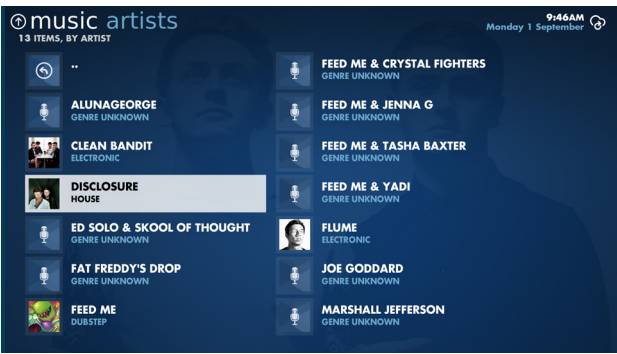 music artists
13 ITEMS, BY ARTIST
9:46AM
Monday 1 September
..
ALUNAGEORGE
GENRE UNKNOWN
CLEAN BANDIT
ELECTRONIC
DISCLOSURE
HOUSE
ED SOLO & SKOOL OF THOUGHT
GENRE UNKNOWN
FAT FREDDY'S DROP
GENRE UNKNOWN
FEED ME
DUBSTEP
FEED ME & CRYSTAL FIGHTERS
GENRE UNKNOWN
FEED ME & JENNA G
GENRE UNKNOWN
FEED ME & TASHA BAXTER
GENRE UNKNOWN
FEED ME & YADI
GENRE UNKNOWN
FLUME
ELECTRONIC
JOE GODDARD
GENRE UNKNOWN
MARSHALL JEFFERSON
GENRE UNKNOWN